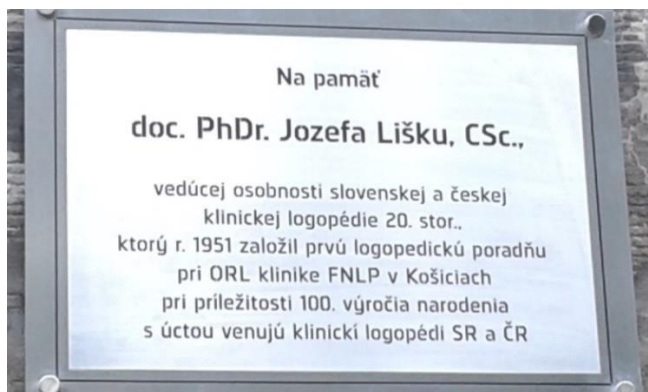 Na pamäť
doc. PhDr. Jozefa Lišku, CSc.,
vedúcej osobnosti slovenskej a českej
klinickej logopédie 20. stor.,
ktorý r. 1951 založil prvú logopedickú poradňu
pri ORL klinike FNLP v Košiciach
pri príležitosti 100. výročia narodenia
s úctou venujú klinickí logopédi SR a ČR